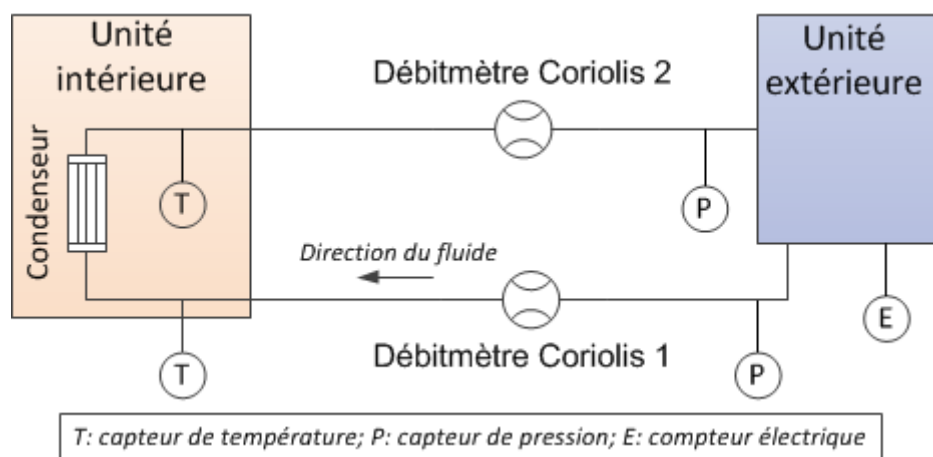 Unité
intérieure
Condenseur
T
Débitmètre Coriolis 2
P
Unité
extérieure
Direction du fluide
T
Débitmètre Coriolis 1
P
E
T: capteur de température; P: capteur de pression; E: compteur électrique